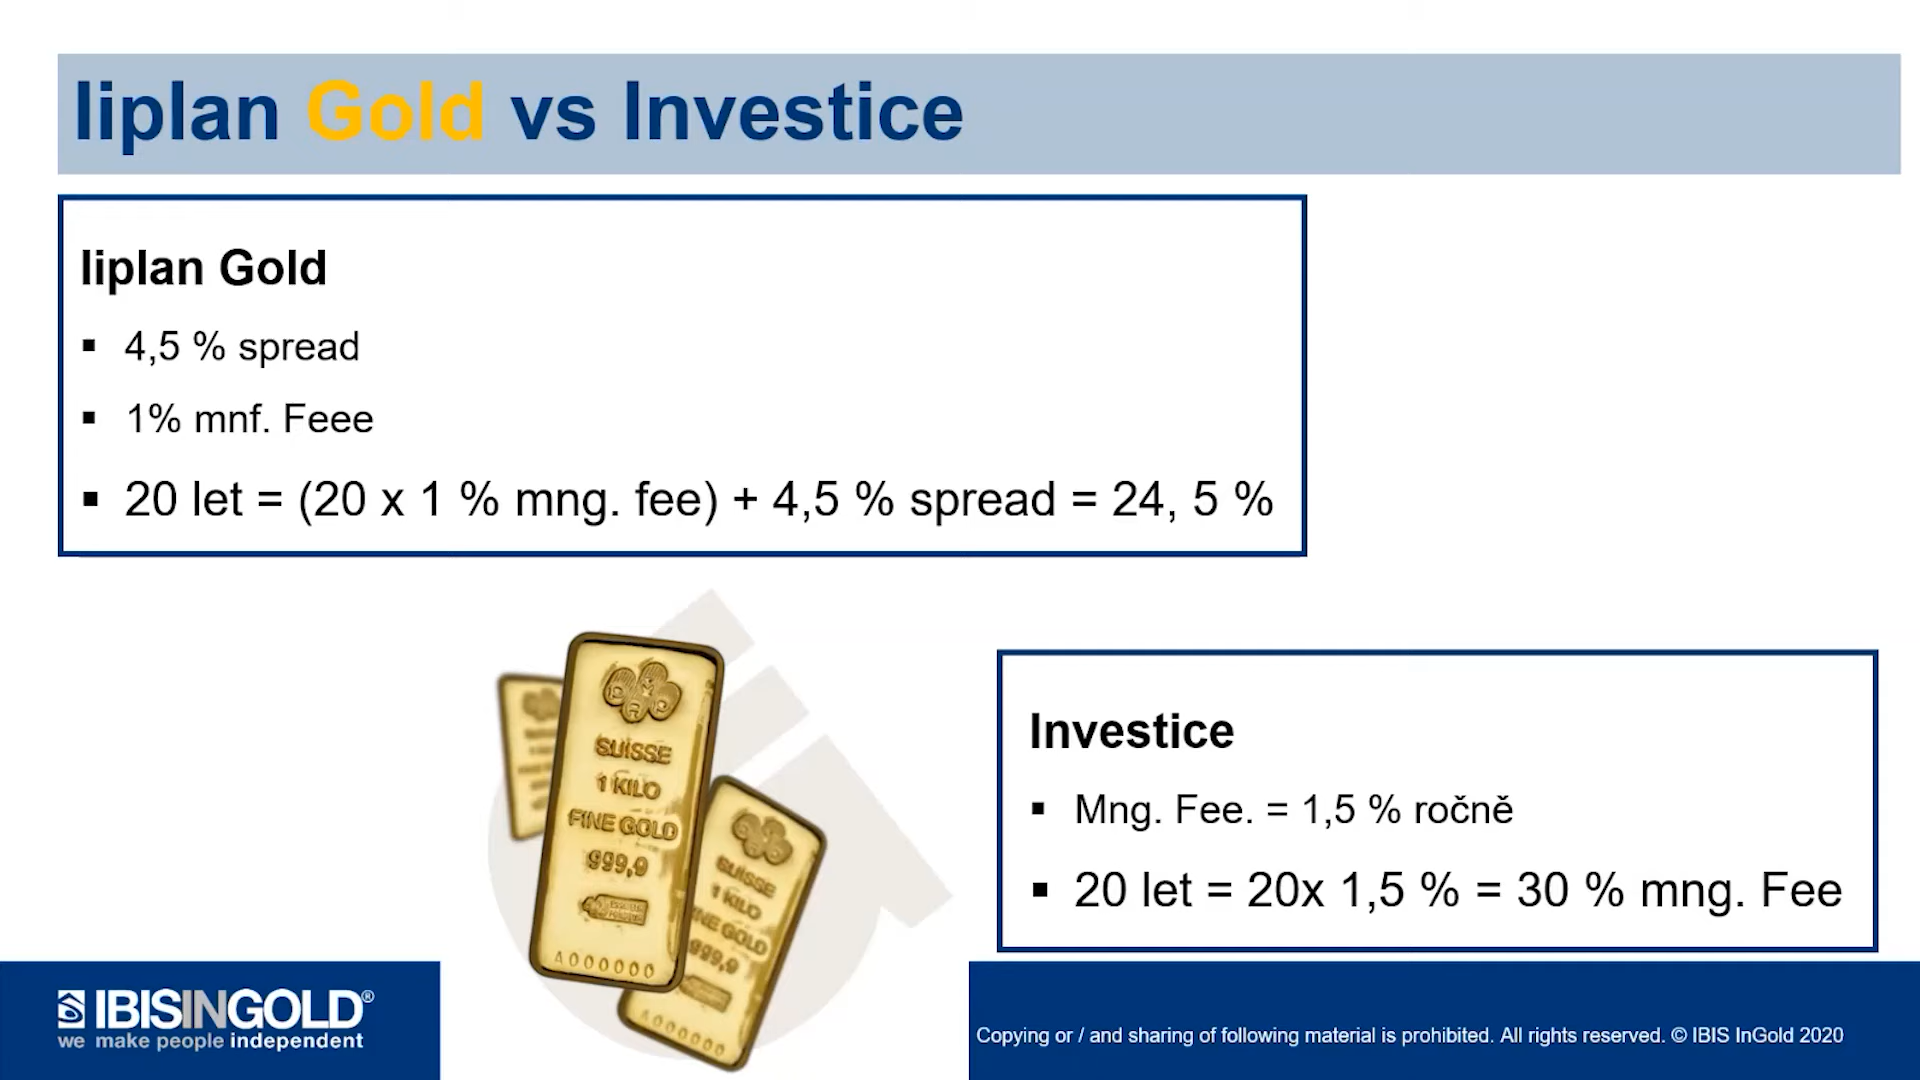 Iiplan Gold vs Investice
Iiplan Gold
▪ 4,5 % spread
▪ 1% mnf. Feee
▪ 20 let = (20 x 1 % mng. fee) + 4,5 % spread = 24, 5 %
SUISSE
1 KILO
FINE GOLD
999,9
A000000
SUISSE
1 KILO
FINE GOLD
999,9
A000000
Investice
▪ Mng. Fee. = 1,5 % ročně
▪ 20 let = 20x 1,5 % = 30 % mng. Fee
IBISINGOLD®
we make people independent
Copying or / and sharing of following material is prohibited. All rights reserved. © IBIS InGold 2020